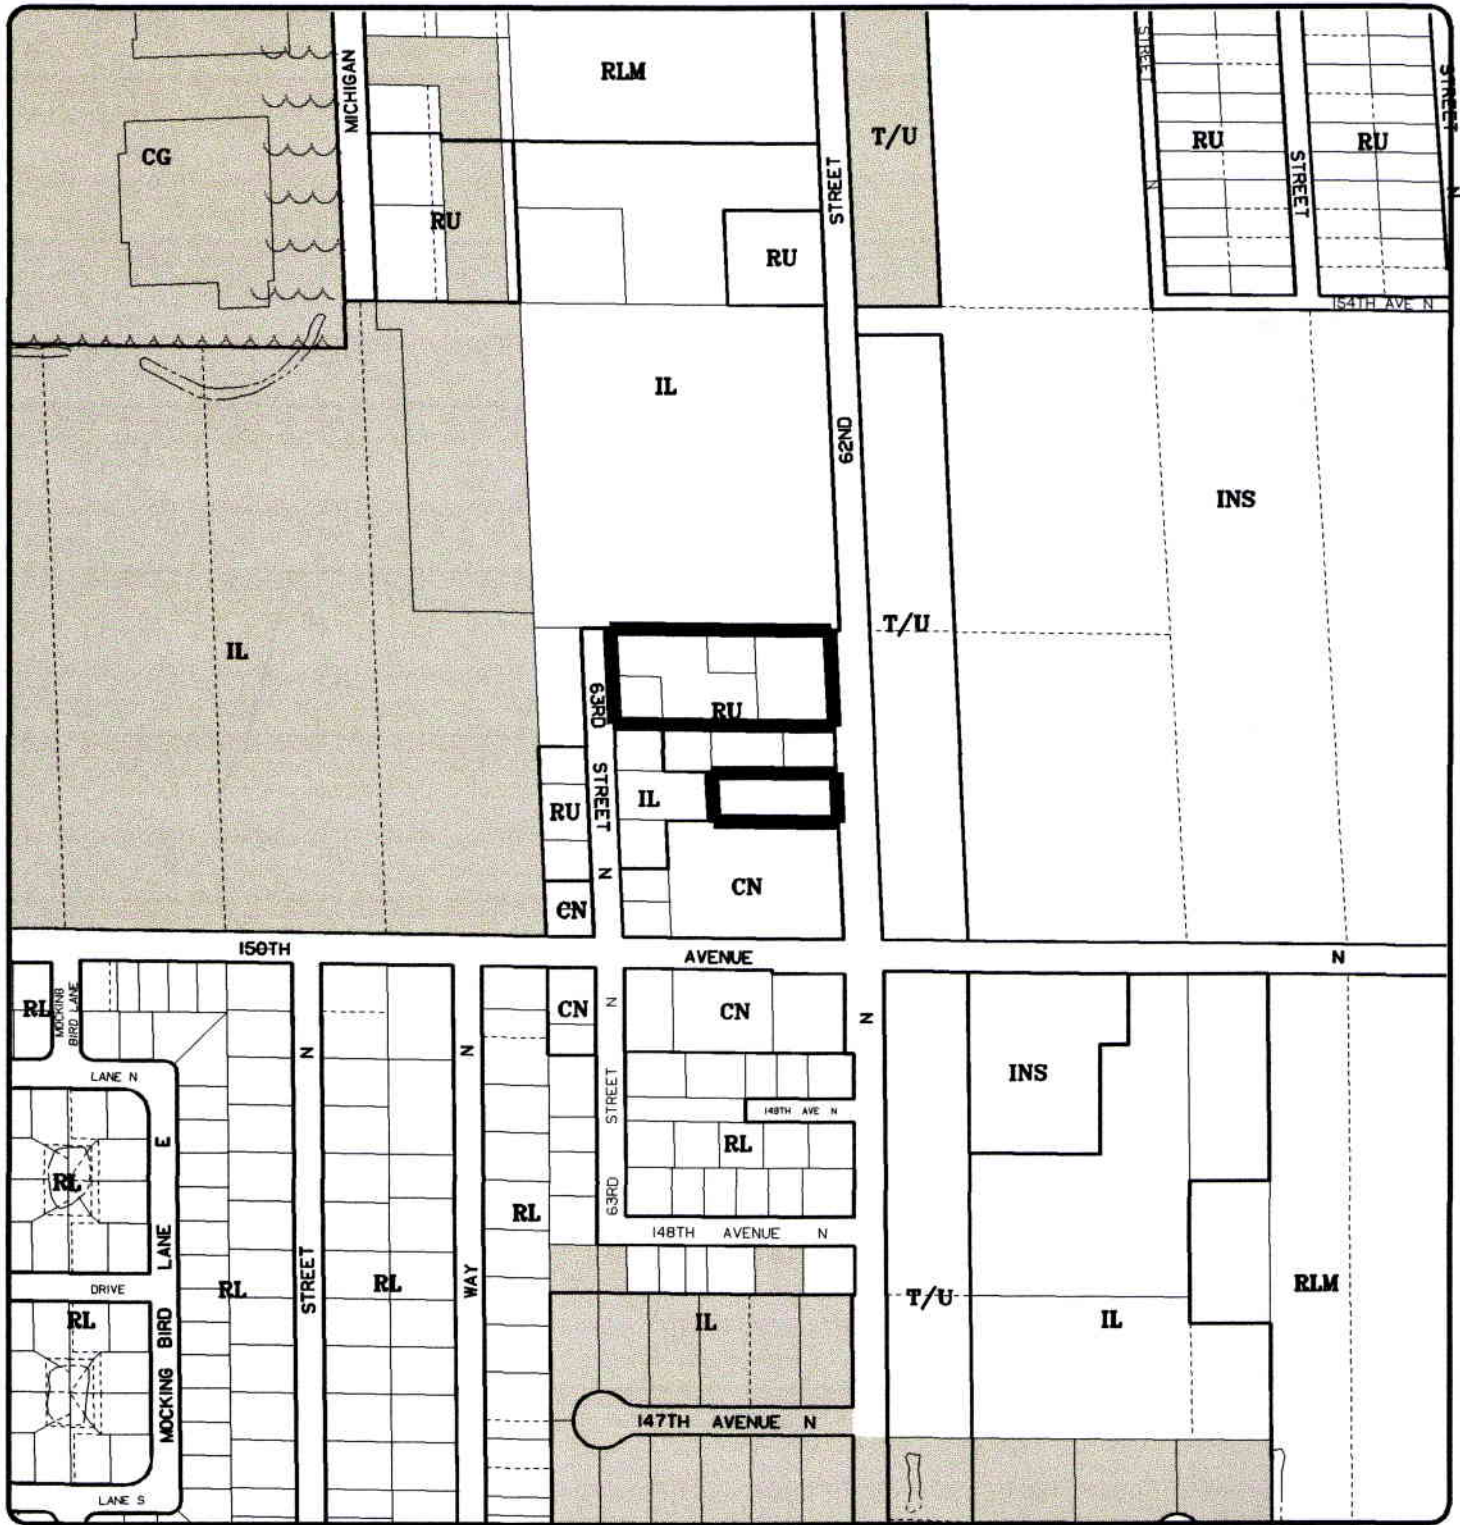 MICHIGAN
RLM
STREET
T/U
STREET
RU
STREET
RU
STREET
N
N
CG
RU
RU
154TH AVE N
IL
62ND
INS
T/U
IL
63RD
RU
STREET
IL
RU
N
CN
CN
150TH
AVENUE
N
RL
MOCKING
BIRD LANE
CN
N
CN
N
N
N
LANE N
INS
STREET
148TH AVE N
E
RL
RL
63RD
RL
148TH AVENUE N
LANE
STREET
WAY
RL
RL
DRIVE
T/U
RLM
RL
BIRD
IL
IL
MOCKING
147TH AVENUE N
LANE S